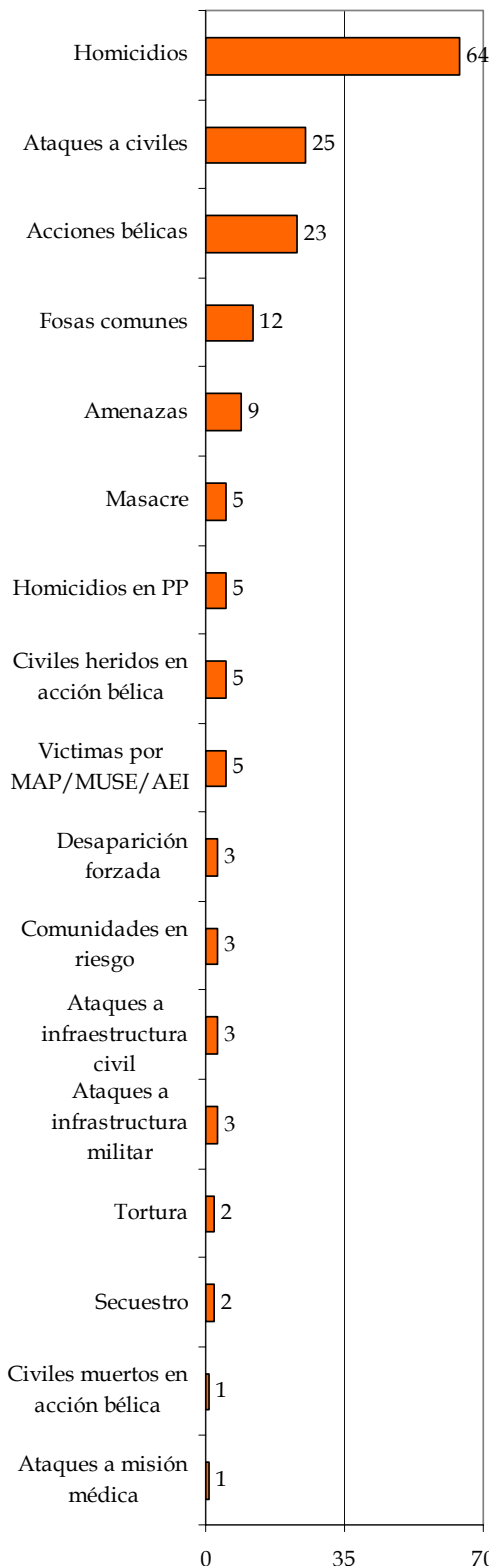 Homicidios 64
Ataques a civiles 25
Acciones bélicas 23
Fosas comunes 12
Amenazas 9
Masacre 5
Homicidios en PP 5
Civiles heridos en
acción bélica 5
Victimas por
MAP/MUSE/AEI 5
Desaparición
forzada 3
Comunidades en
riesgo 3
Ataques a
infraestructura
civil 3
Ataques a
infrastructura
militar 3
Tortura 2
Secuestro 2
Civiles muertos en
acción bélica 1
Ataques a misión
médica 1
0 35 70